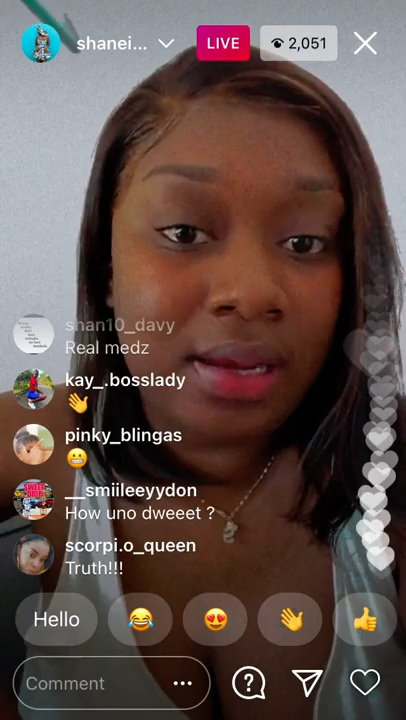 shanei...
LIVE
2,051
shan10_davy
Real medz
kay_.bosslady
👋
pinky_blingas
😬
__smiileeyydon
How uno dweeet ?
scorpi.o_queen
Truth!!!
Hello 😂 😍 👋 👍
Comment